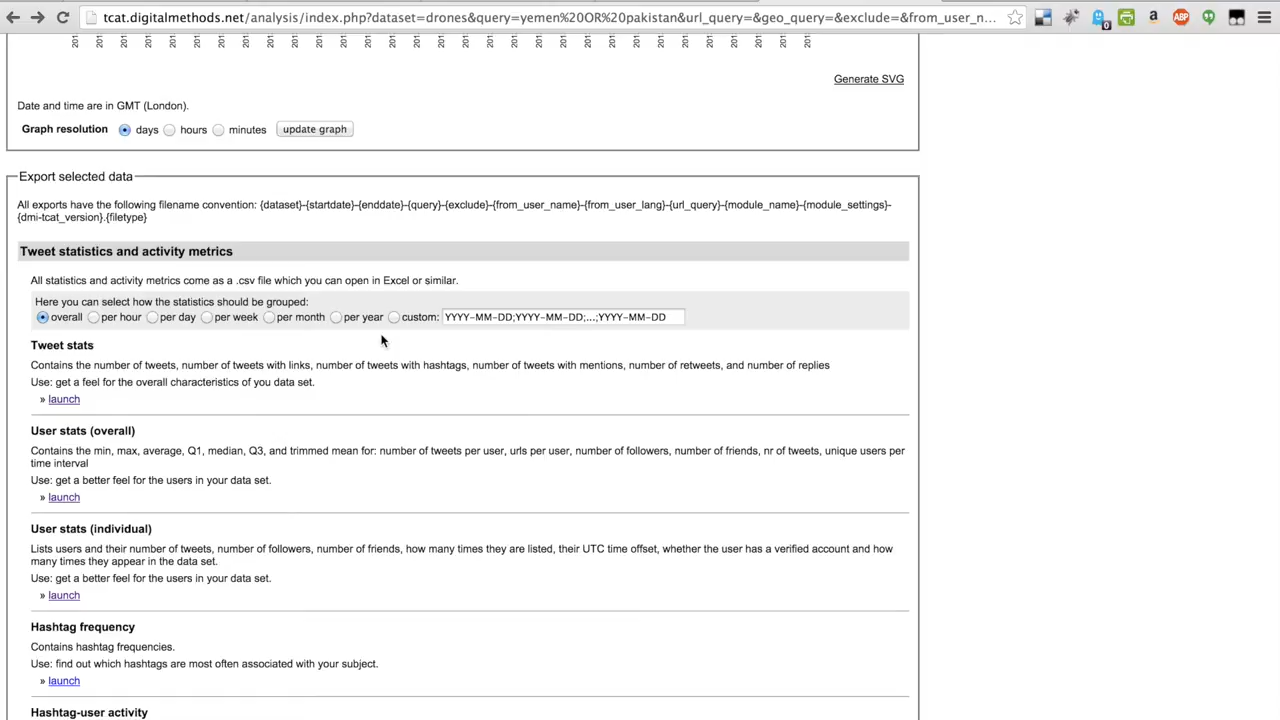 tcat.digitalmethods.net/analysis/index.php?dataset=drones&query=yemen%20OR%20pakistan&url_query=&geo_query=&exclude=&from_user_n...
0
ABP
Generate SVG
Date and time are in GMT (London).
Graph resolution days hours minutes update graph
Export selected data
All exports have the following filename convention: {dataset}-{startdate}-{enddate}-{query}-{exclude}-{from_user_name}-{from_user_lang}-{url_query}-{module_name}-{module_settings}-
{dmi-tcat_version}.{filetype}
Tweet statistics and activity metrics
All statistics and activity metrics come as a .csv file which you can open in Excel or similar.
Here you can select how the statistics should be grouped:
overall per hour per day per week per month per year custom: YYYY-MM-DD;YYYY-MM-DD;...;YYYY-MM-DD
Tweet stats
Contains the number of tweets, number of tweets with links, number of tweets with hashtags, number of tweets with mentions, number of retweets, and number of replies
Use: get a feel for the overall characteristics of you data set.
» launch
User stats (overall)
Contains the min, max, average, Q1, median, Q3, and trimmed mean for: number of tweets per user, urls per user, number of followers, number of friends, nr of tweets, unique users per
time interval
Use: get a better feel for the users in your data set.
» launch
User stats (individual)
Lists users and their number of tweets, number of followers, number of friends, how many times they are listed, their UTC time offset, whether the user has a verified account and how
many times they appear in the data set.
Use: get a better feel for the users in your data set.
» launch
Hashtag frequency
Contains hashtag frequencies.
Use: find out which hashtags are most often associated with your subject.
» launch
Hashtag-user activity